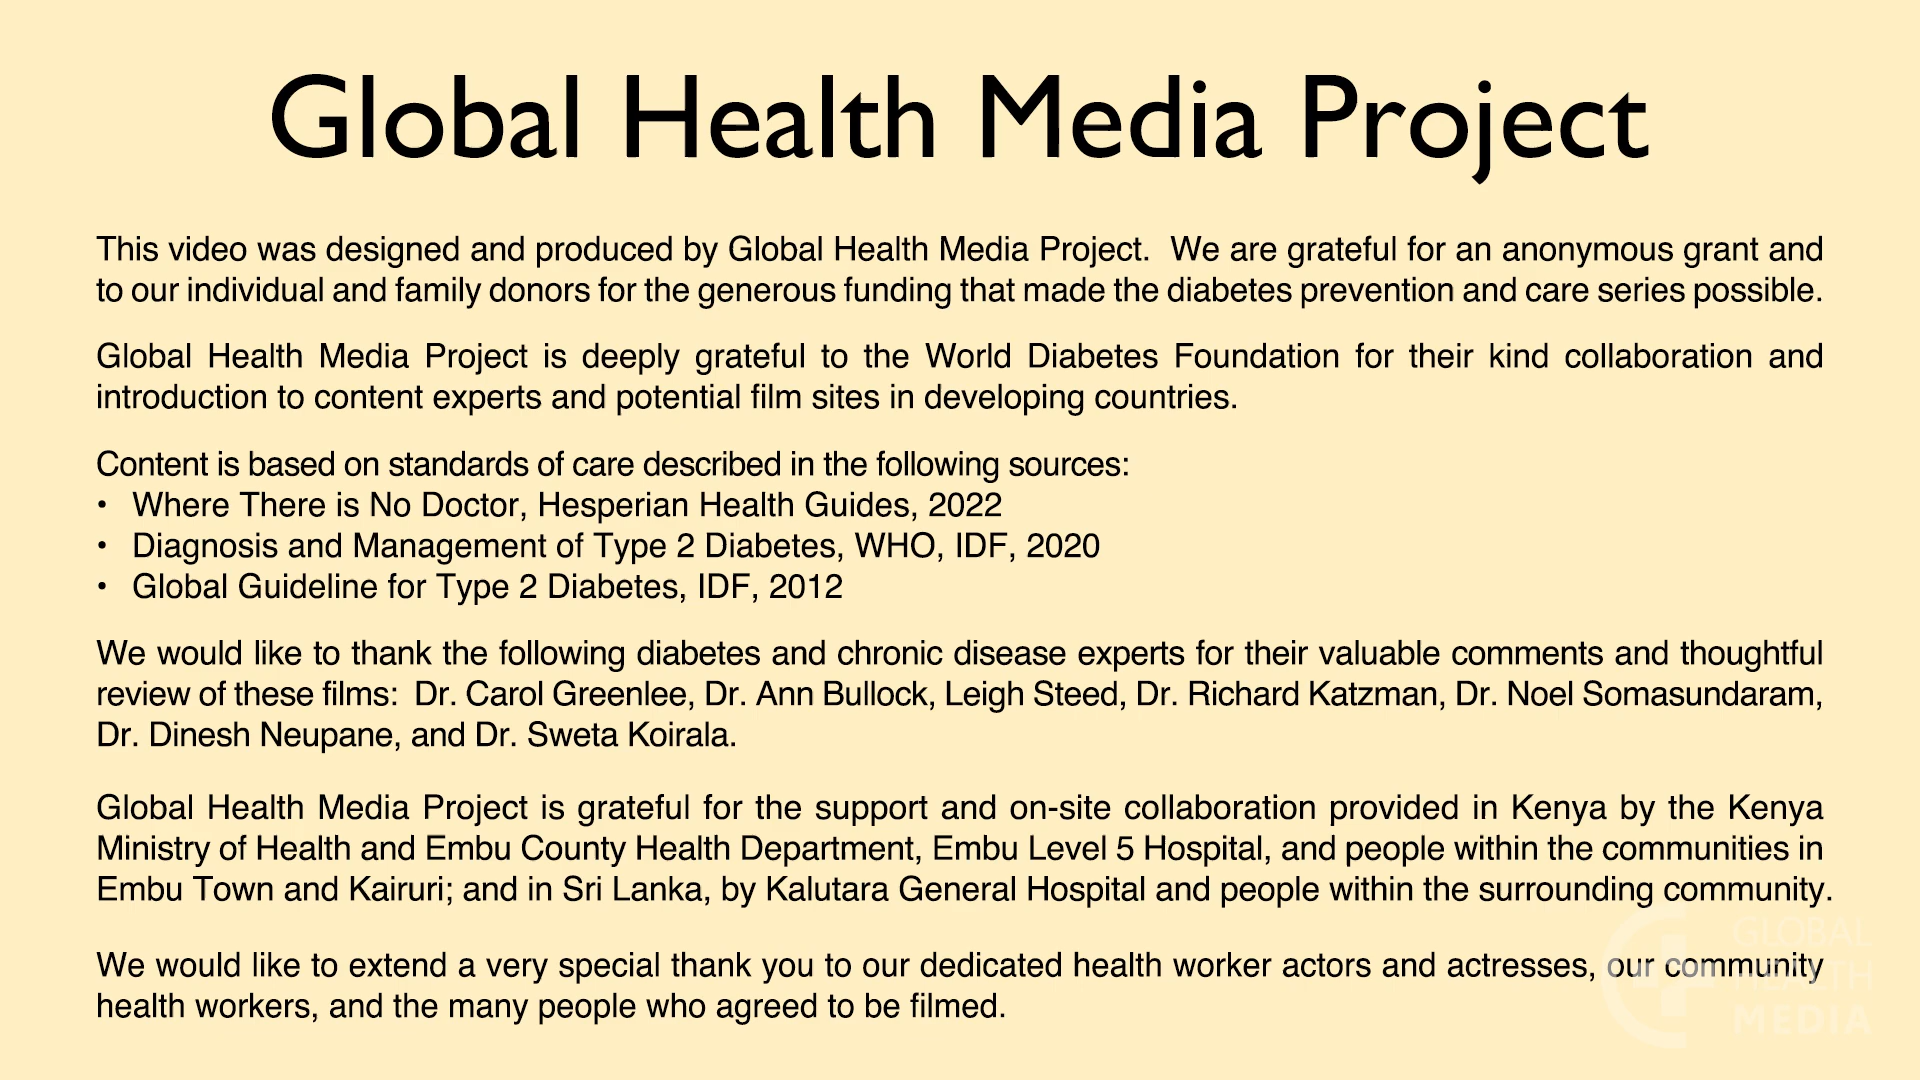 Global Health Media Project
This video was designed and produced by Global Health Media Project.  We are grateful for an anonymous grant and
to our individual and family donors for the generous funding that made the diabetes prevention and care series possible.
Global Health Media Project is deeply grateful to the World Diabetes Foundation for their kind collaboration and
introduction to content experts and potential film sites in developing countries.
Content is based on standards of care described in the following sources:
• Where There is No Doctor, Hesperian Health Guides, 2022
• Diagnosis and Management of Type 2 Diabetes, WHO, IDF, 2020
• Global Guideline for Type 2 Diabetes, IDF, 2012
We would like to thank the following diabetes and chronic disease experts for their valuable comments and thoughtful
review of these films:  Dr. Carol Greenlee, Dr. Ann Bullock, Leigh Steed, Dr. Richard Katzman, Dr. Noel Somasundaram,
Dr. Dinesh Neupane, and Dr. Sweta Koirala.
Global Health Media Project is grateful for the support and on-site collaboration provided in Kenya by the Kenya
Ministry of Health and Embu County Health Department, Embu Level 5 Hospital, and people within the communities in
Embu Town and Kairuri; and in Sri Lanka, by Kalutara General Hospital and people within the surrounding community.
We would like to extend a very special thank you to our dedicated health worker actors and actresses, our community
health workers, and the many people who agreed to be filmed.
GLOBAL
HEALTH
MEDIA